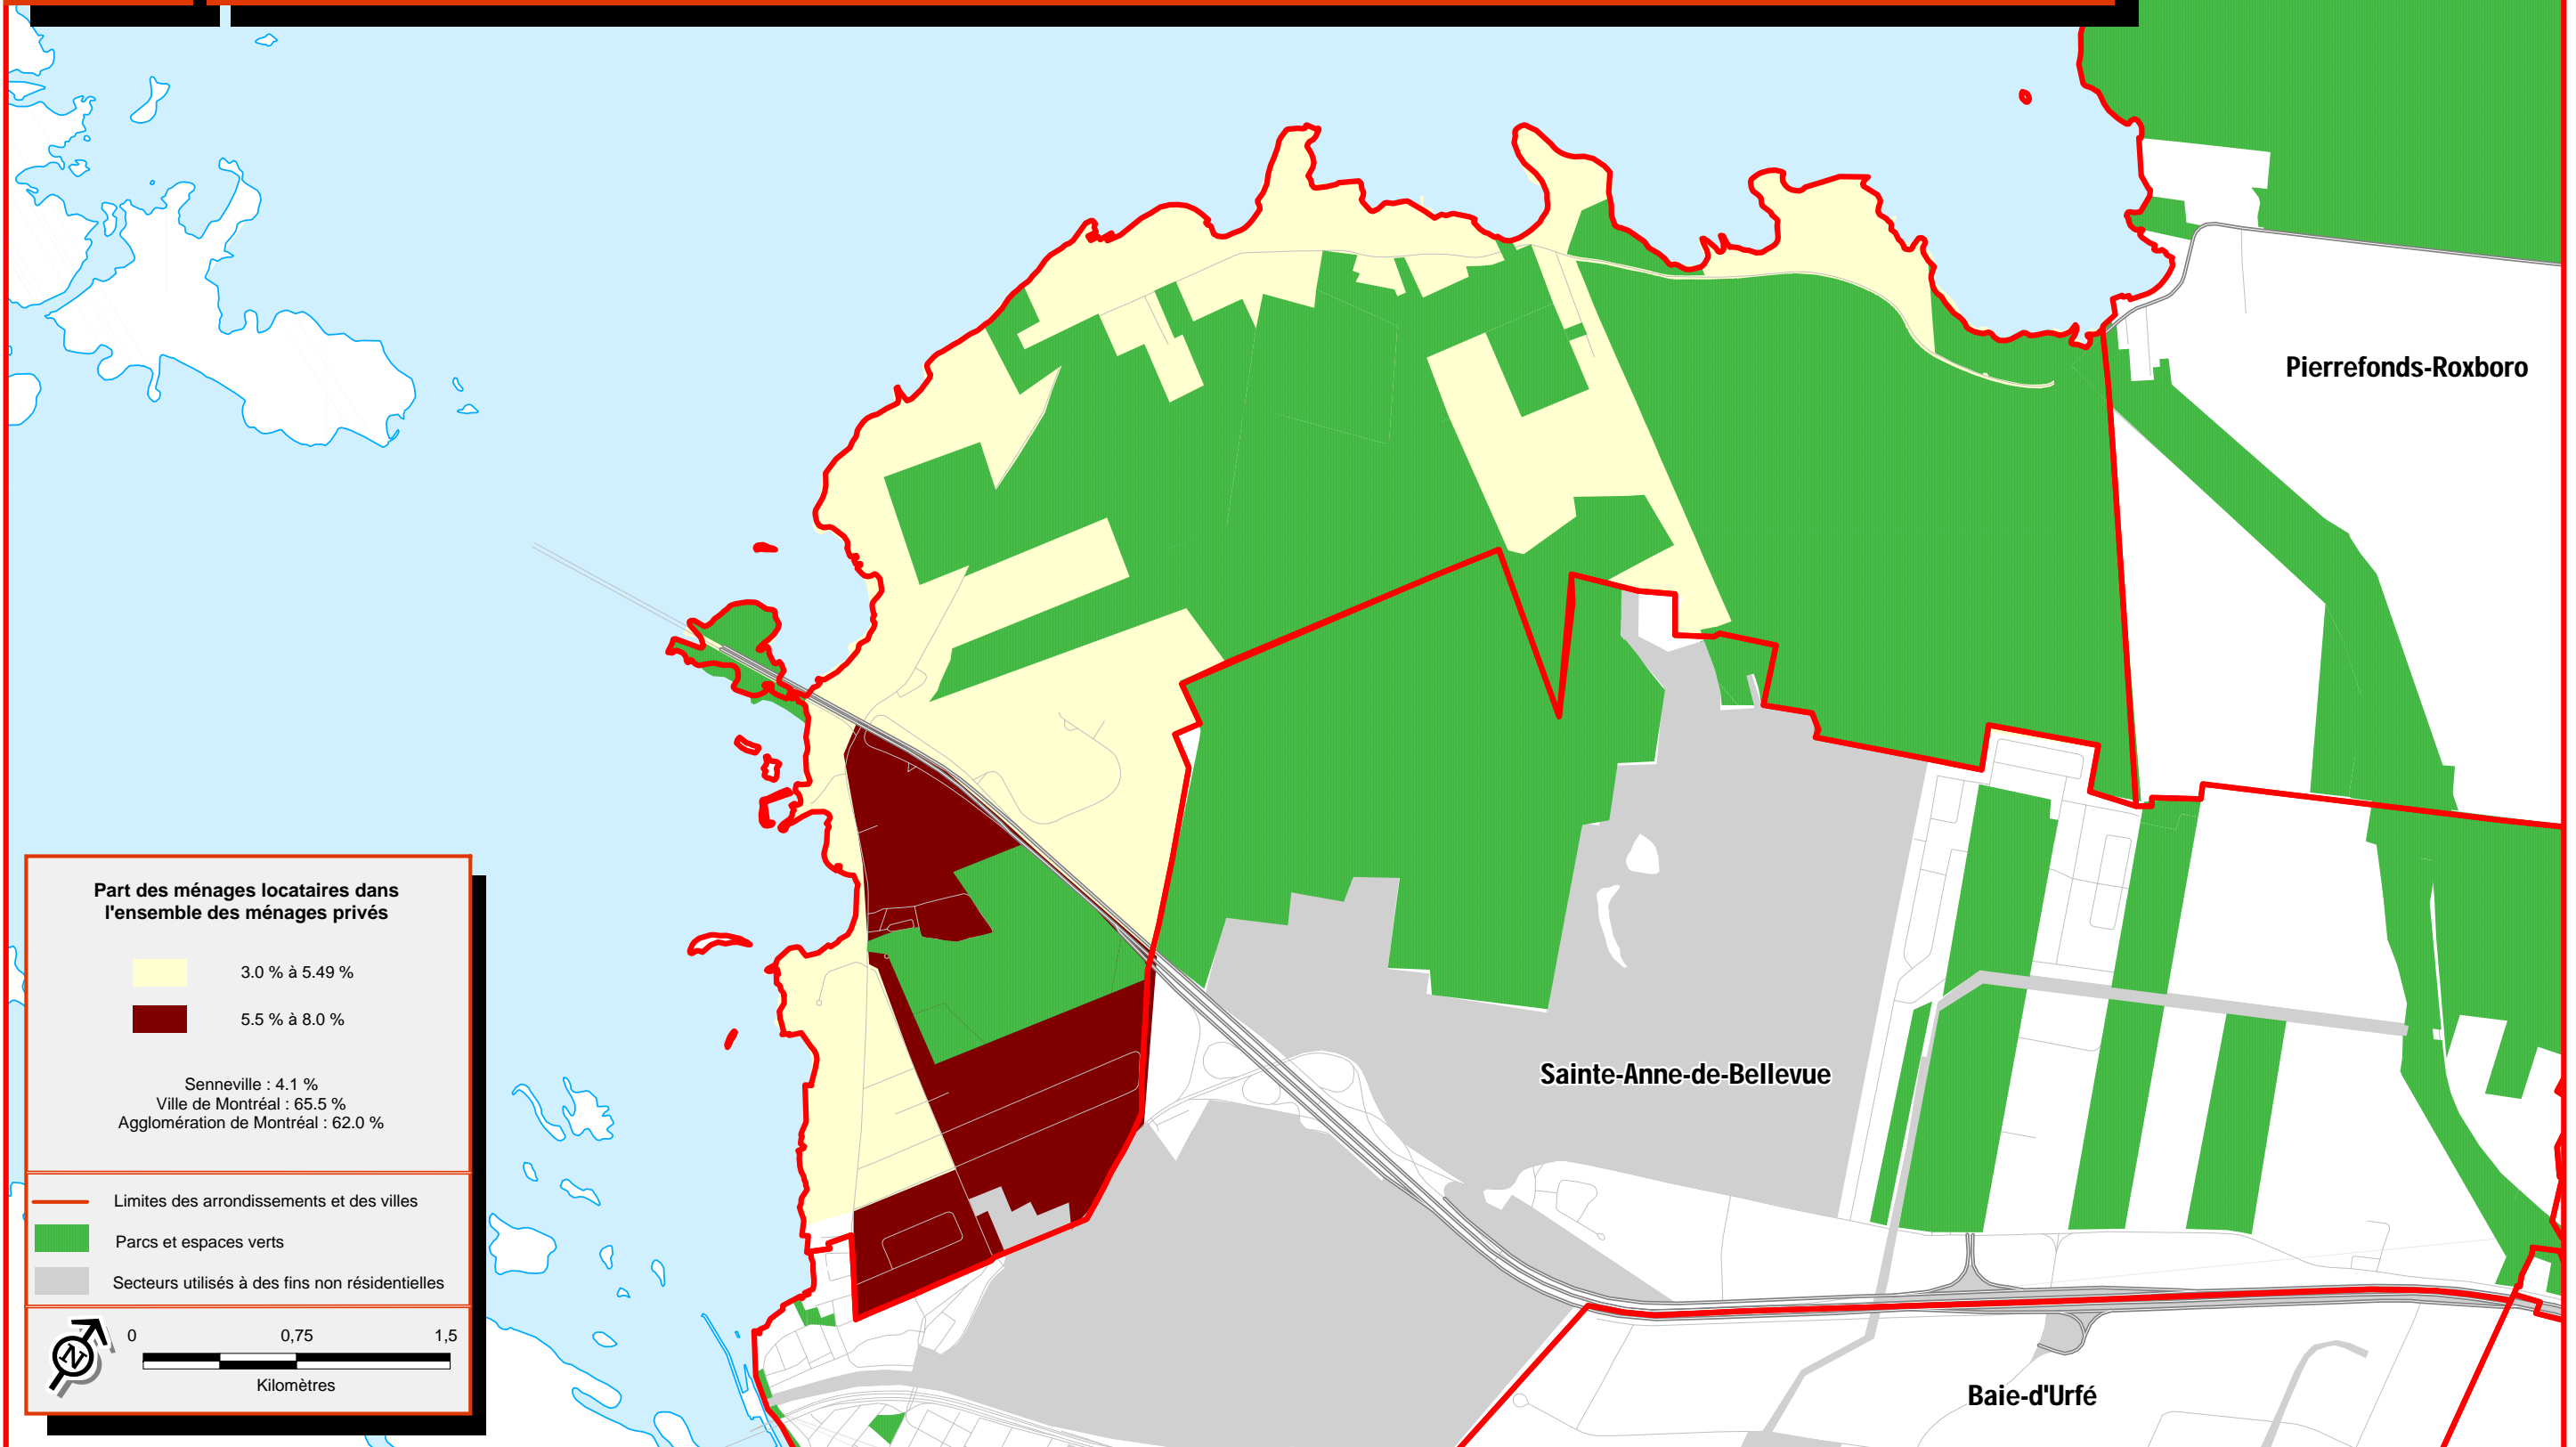 Pierrefonds-Roxboro
Part des ménages locataires dans
l'ensemble des ménages privés
3.0 % à 5.49 %
5.5 % à 8.0 %
Senneville : 4.1 %
Ville de Montréal : 65.5 %
Agglomération de Montréal : 62.0 %
Sainte-Anne-de-Bellevue
Limites des arrondissements et des villes
Parcs et espaces verts
Secteurs utilisés à des fins non résidentielles
N
0 0,75 1,5
Kilomètres
Baie-d'Urfé